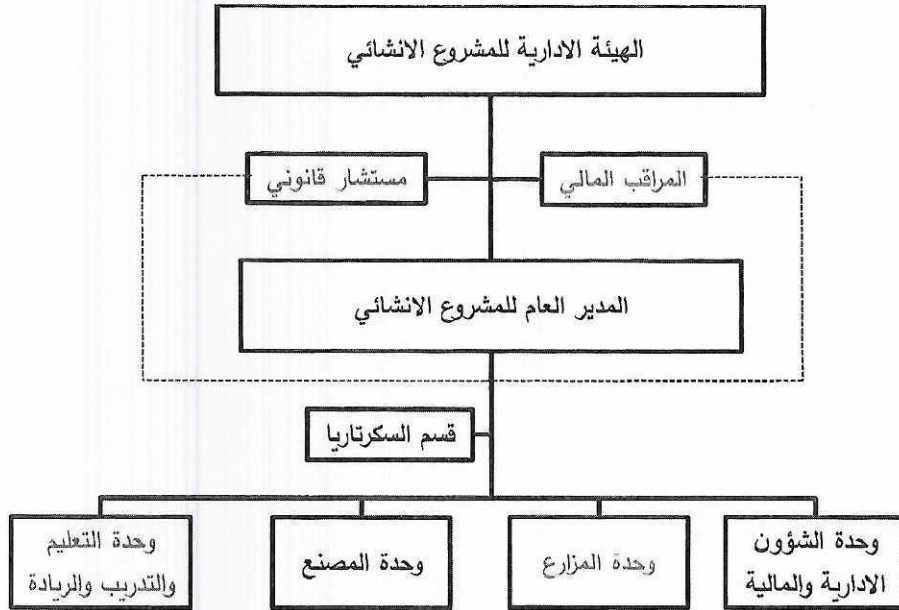 الهيئة الادارية للمشروع الانشائي
المراقب المالي
مستشار قانوني
المدير العام للمشروع الانشائي
قسم السكرتاريا
وحدة الشؤون
الادارية والمالية
وحدة المزارع
وحدة المصنع
وحدة التعليم
والتدريب والريادة